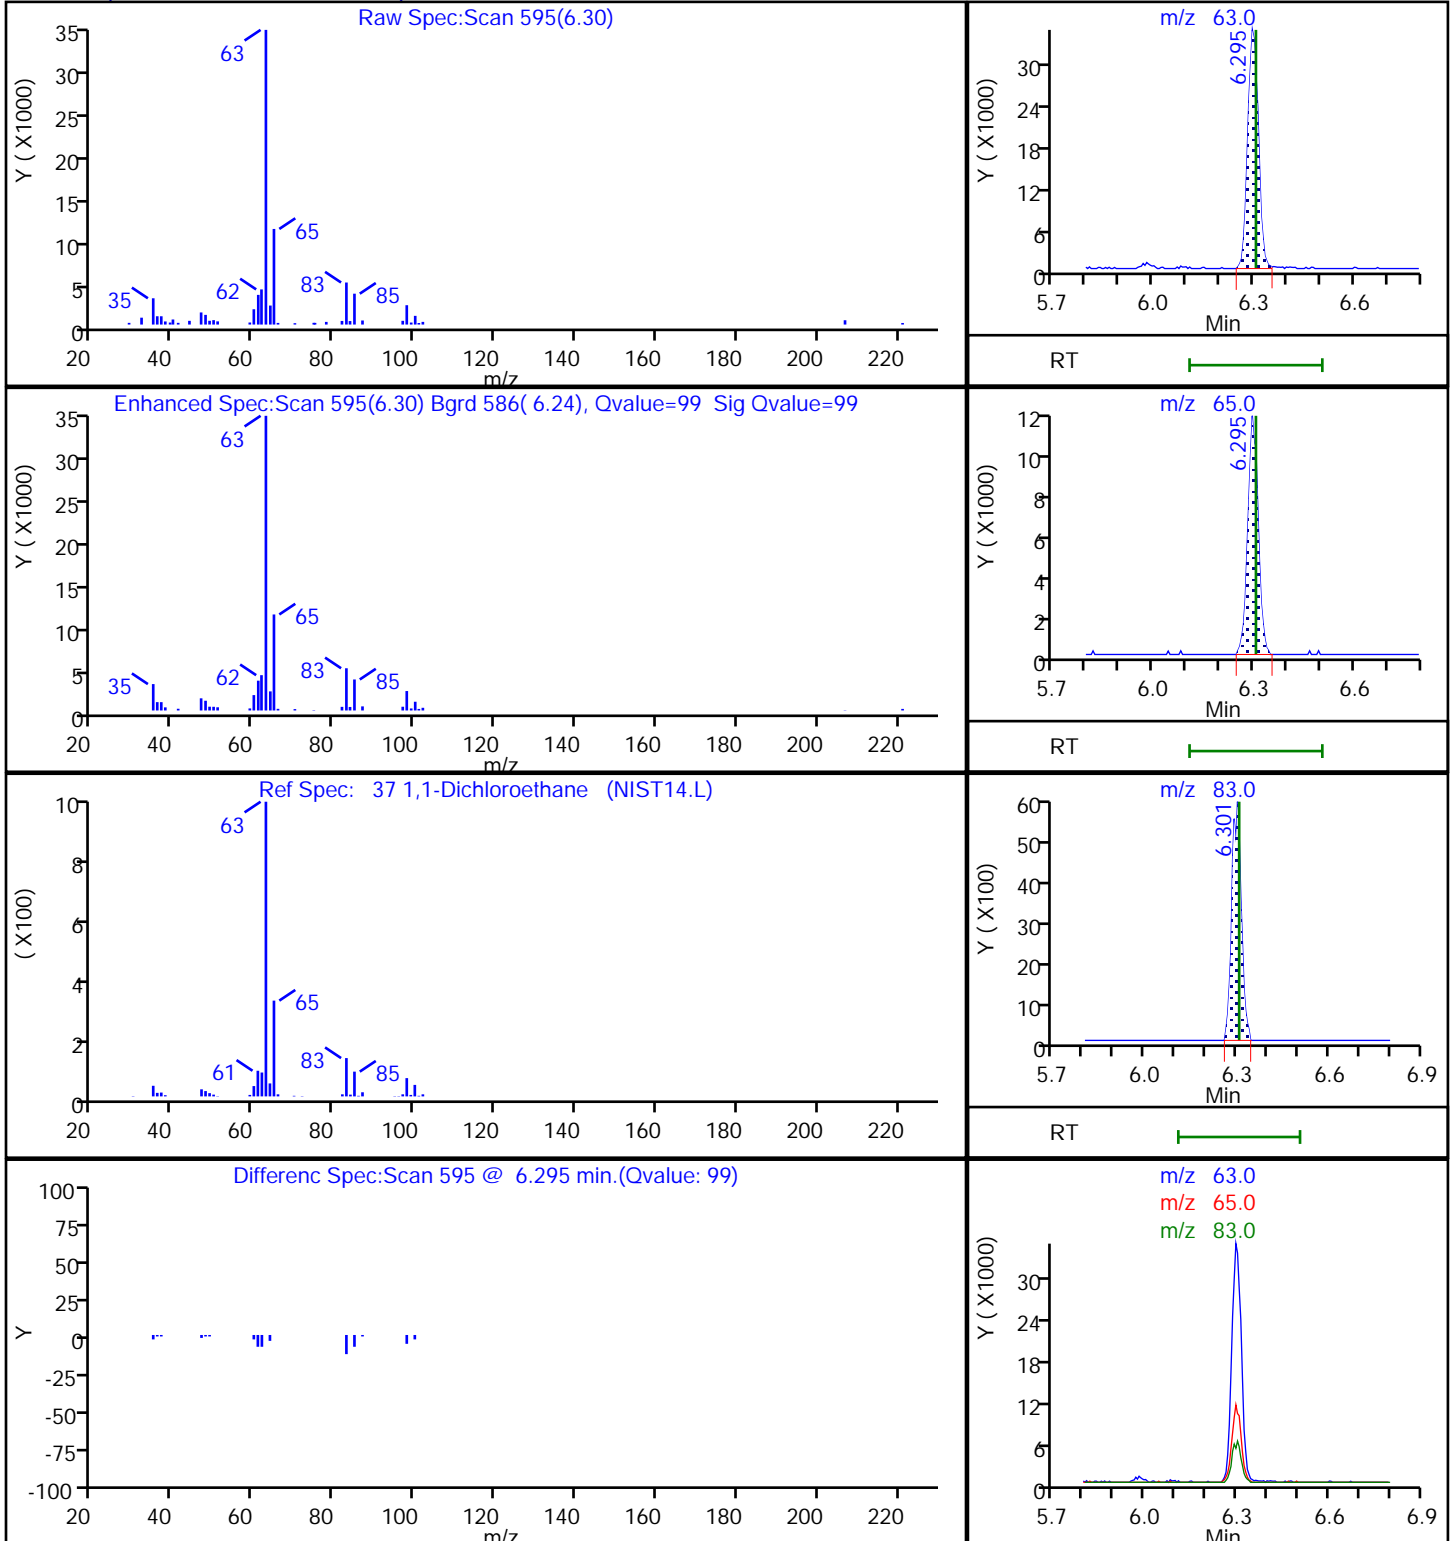 Raw Spec:Scan 595(6.30)
Y ( X1000)
35
30
25
20
15
10
5
0
63
65
62
83
85
35
20 40 60 80 100 120 140 160 180 200 220
m/z
m/z 63.0
Y ( X1000)
30
24
18
12
6
0
6.295
5.7 6.0 6.3 6.6
Min
RT
Enhanced Spec:Scan 595(6.30) Bgrd 586( 6.24), Qvalue=99 Sig Qvalue=99
Y ( X1000)
35
30
25
20
15
10
5
0
63
65
62
83
85
35
20 40 60 80 100 120 140 160 180 200 220
m/z
m/z 65.0
Y ( X1000)
12
10
8
6
4
2
0
6.295
5.7 6.0 6.3 6.6
Min
RT
Ref Spec: 37 1,1-Dichloroethane (NIST14.L)
( X100)
10
8
6
4
2
0
63
65
61
83
85
20 40 60 80 100 120 140 160 180 200 220
m/z 83.0
Y ( X100)
60
50
40
30
20
10
0
6.301
5.7 6.0 6.3 6.6 6.9
Min
RT
Differenc Spec:Scan 595 @ 6.295 min.(Qvalue: 99)
Y
100
75
50
25
0
-25
-50
-75
-100
20 40 60 80 100 120 140 160 180 200 220
m/z
m/z 63.0
m/z 65.0
m/z 83.0
Y ( X1000)
30
24
18
12
6
0
5.7 6.0 6.3 6.6 6.9
Min